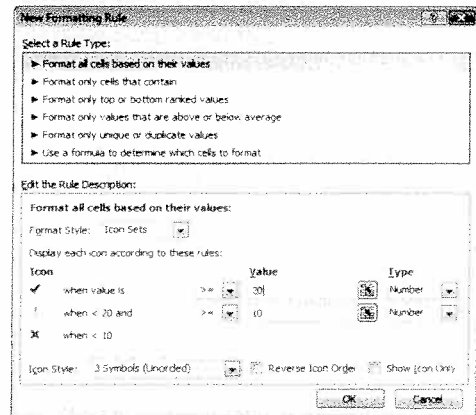 New Formatting Rule
Select a Rule Type:
► Format all cells based on their values
► Format only cells that contain
► Format only top or bottom ranked values
► Format only values that are above or below average
► Format only unique or duplicate values
► Use a formula to determine which cells to format
Edit the Rule Description:
Format all cells based on their values:
Format Style: Icon Sets
Display each icon according to these rules:
Icon Value Type
when value is >= 20 Number
when < 20 and >= 10 Number
when < 10
Icon Style: 3 Symbols (Unorded) Reverse Icon Order Show Icon Only
OK Cancel